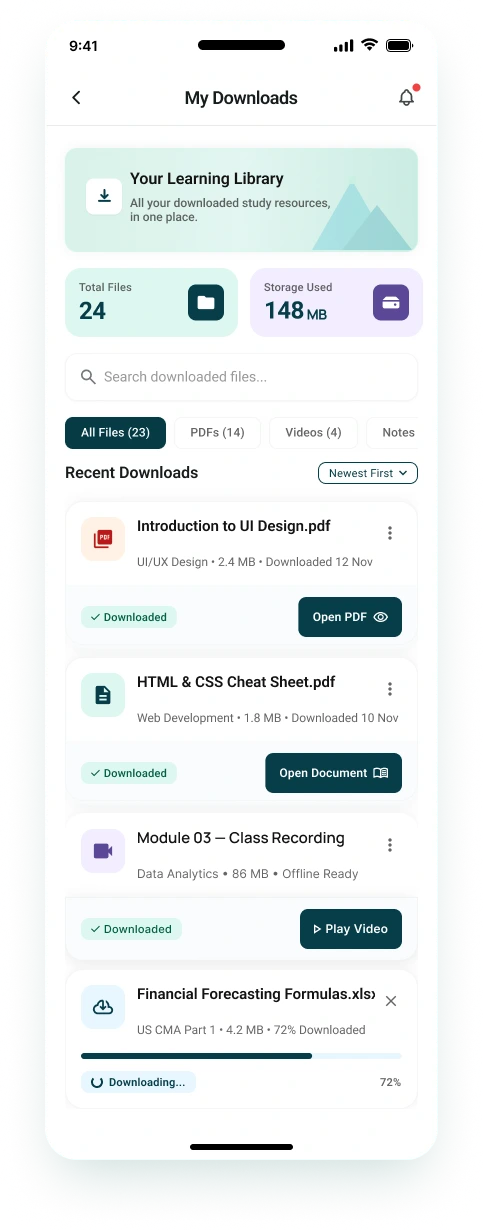 9:41
My Downloads
Your Learning Library
All your downloaded study resources,
in one place.
Total Files
24
Storage Used
148 MB
Search downloaded files...
All Files (23)
PDFs (14)
Videos (4)
Notes
Recent Downloads
Newest First
PDF
Introduction to UI Design.pdf
UI/UX Design • 2.4 MB • Downloaded 12 Nov
Downloaded
Open PDF
HTML & CSS Cheat Sheet.pdf
Web Development • 1.8 MB • Downloaded 10 Nov
Downloaded
Open Document
Module 03 — Class Recording
Data Analytics • 86 MB • Offline Ready
Downloaded
Play Video
Financial Forecasting Formulas.xlsx
US CMA Part 1 • 4.2 MB • 72% Downloaded
Downloading...
72%